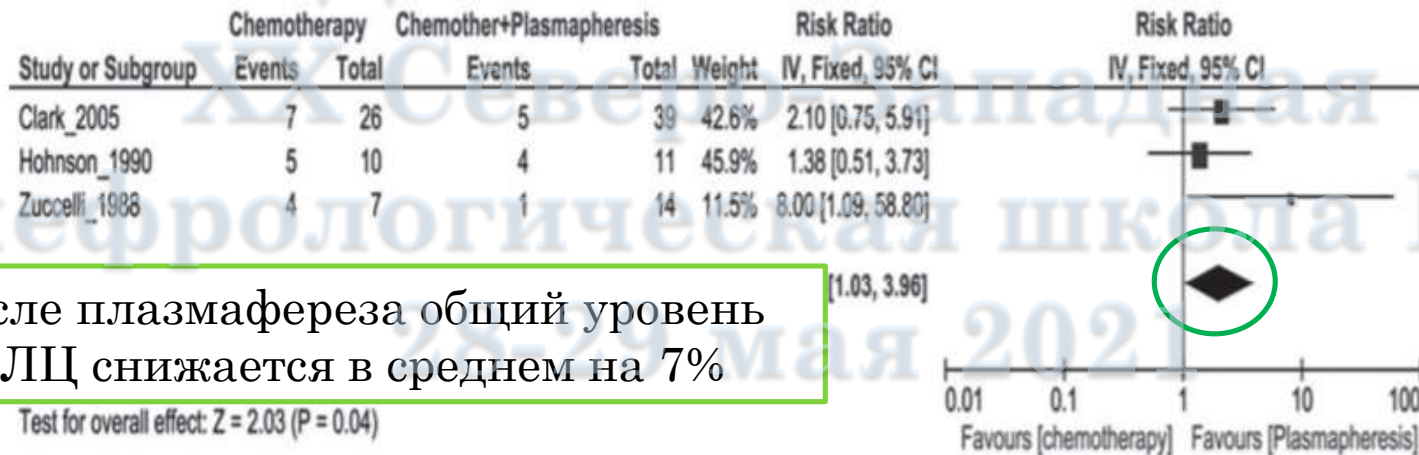 Chemotherapy Chemother+Plasmapheresis Risk Ratio Risk Ratio
Study or Subgroup Events Total Events Total Weight IV, Fixed, 95% CI IV, Fixed, 95% CI
XX Северо-Западная
Clark_2005 7 26 5 39 42.6% 2.10 [0.75, 5.91]
Hohnson_1990 5 10 4 11 45.9% 1.38 [0.51, 3.73]
Zuccelli_1988 4 7 1 14 11.5% 8.00 [1.09, 58.80]
нефрологическая школа
[1.03, 3.96]
сле плазмафереза общий уровень
ЛЦ снижается в среднем на 7%
28-29 мая 2021
Test for overall effect: Z = 2.03 (P = 0.04)
0.01 0.1 1 10 100
Favours [chemotherapy] Favours [Plasmapheresis]